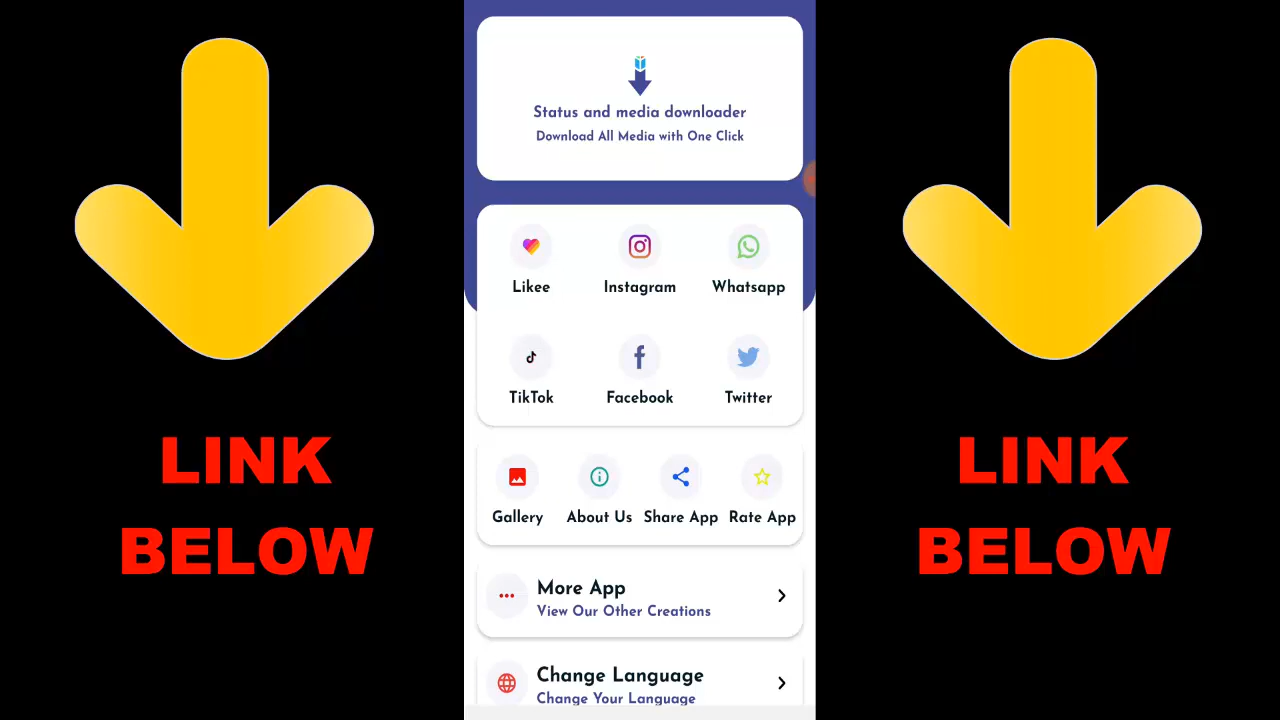 Status and media downloader
Download All Media with One Click
Likee
Instagram
Whatsapp
TikTok
Facebook
Twitter
Gallery
About Us
Share App
Rate App
More App
View Our Other Creations
Change Language
Change Your Language
LINK
BELOW
LINK
BELOW